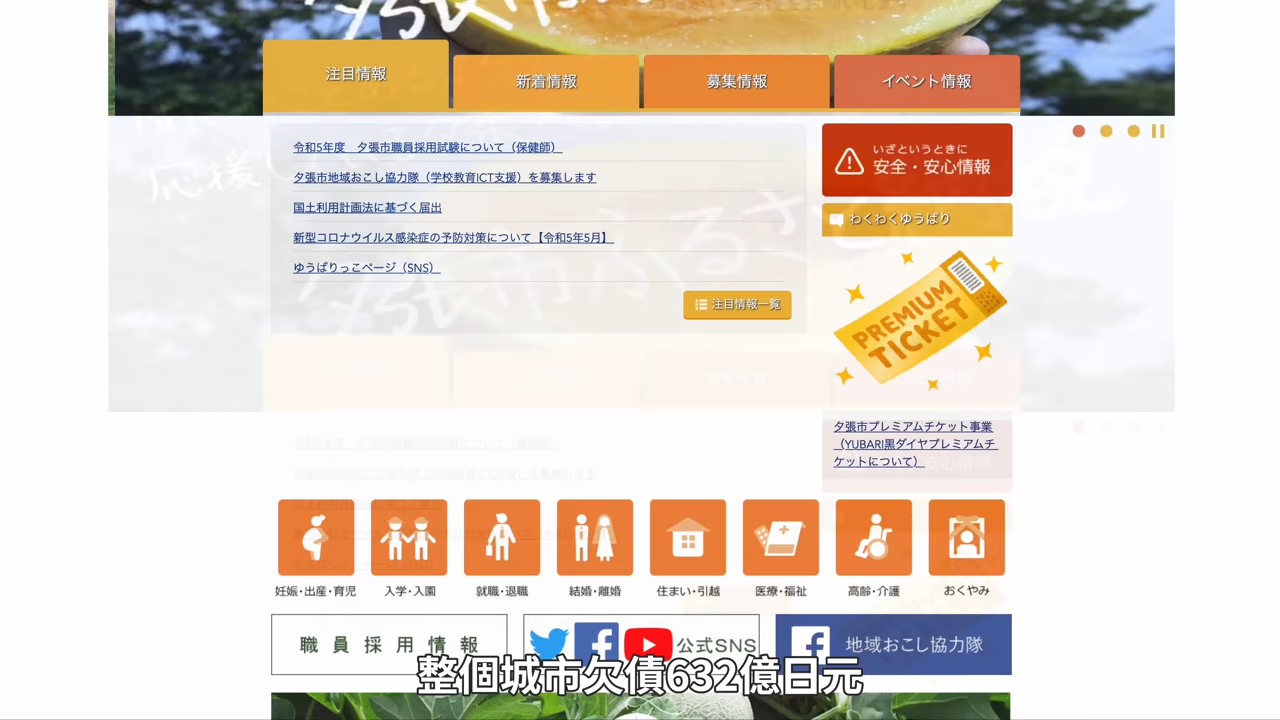 注目情報
新着情報
募集情報
イベント情報
令和5年度　夕張市職員採用試験について（保健師）
夕張市地域おこし協力隊（学校教育ICT支援）を募集します
国土利用計画法に基づく届出
新型コロナウイルス感染症の予防対策について【令和5年5月】
ゆうばりっこページ（SNS）
注目情報一覧
いざというときに
安全・安心情報
わくわくゆうばり
PREMIUM
TICKET
夕張市プレミアムチケット事業
（YUBARI黒ダイヤプレミアムチ
ケットについて）
妊娠・出産・育児
入学・入園
就職・退職
結婚・離婚
住まい・引越
医療・福祉
高齢・介護
おくやみ
職員採用情報
公式SNS
地域おこし協力隊
整個城市欠債632億日元